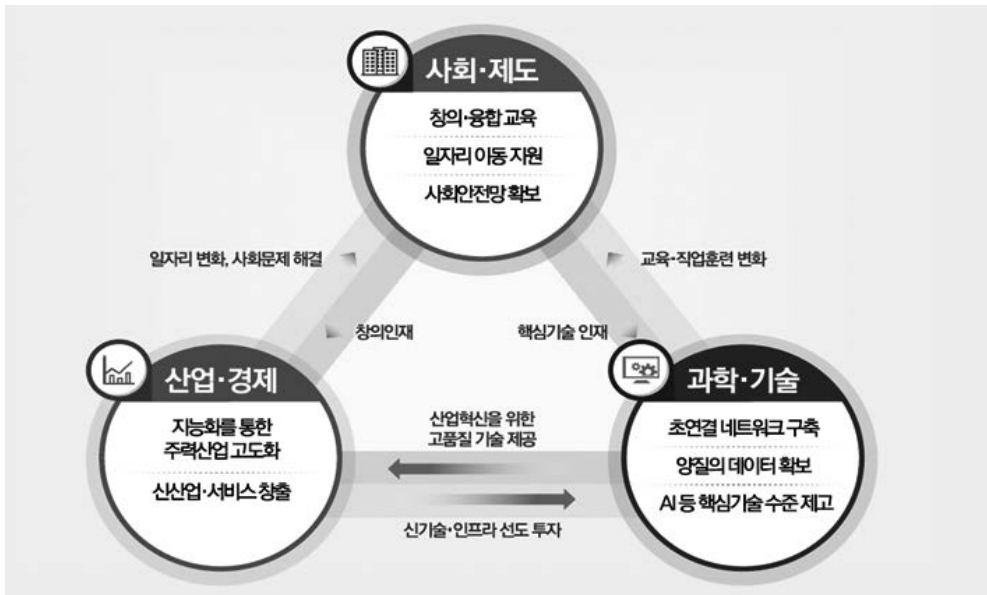 사회·제도
창의·융합 교육
일자리 이동 지원
사회안전망 확보
일자리 변화, 사회문제 해결
교육·직업훈련 변화
창의인재
핵심기술 인재
산업·경제
지능화를 통한
주력산업 고도화
신산업·서비스 창출
산업혁신을 위한
고품질 기술 제공
신기술·인프라 선도 투자
과학·기술
초연결 네트워크 구축
양질의 데이터 확보
AI 등 핵심기술 수준 제고